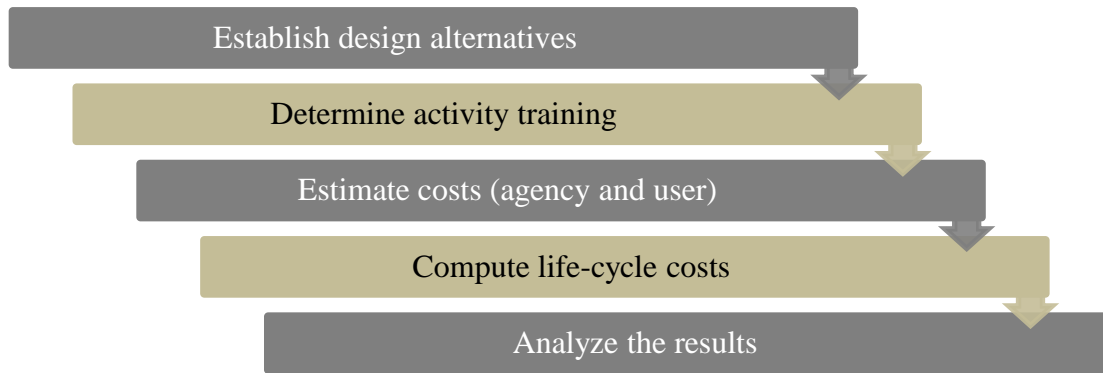 Establish design alternatives
Determine activity training
Estimate costs (agency and user)
Compute life-cycle costs
Analyze the results